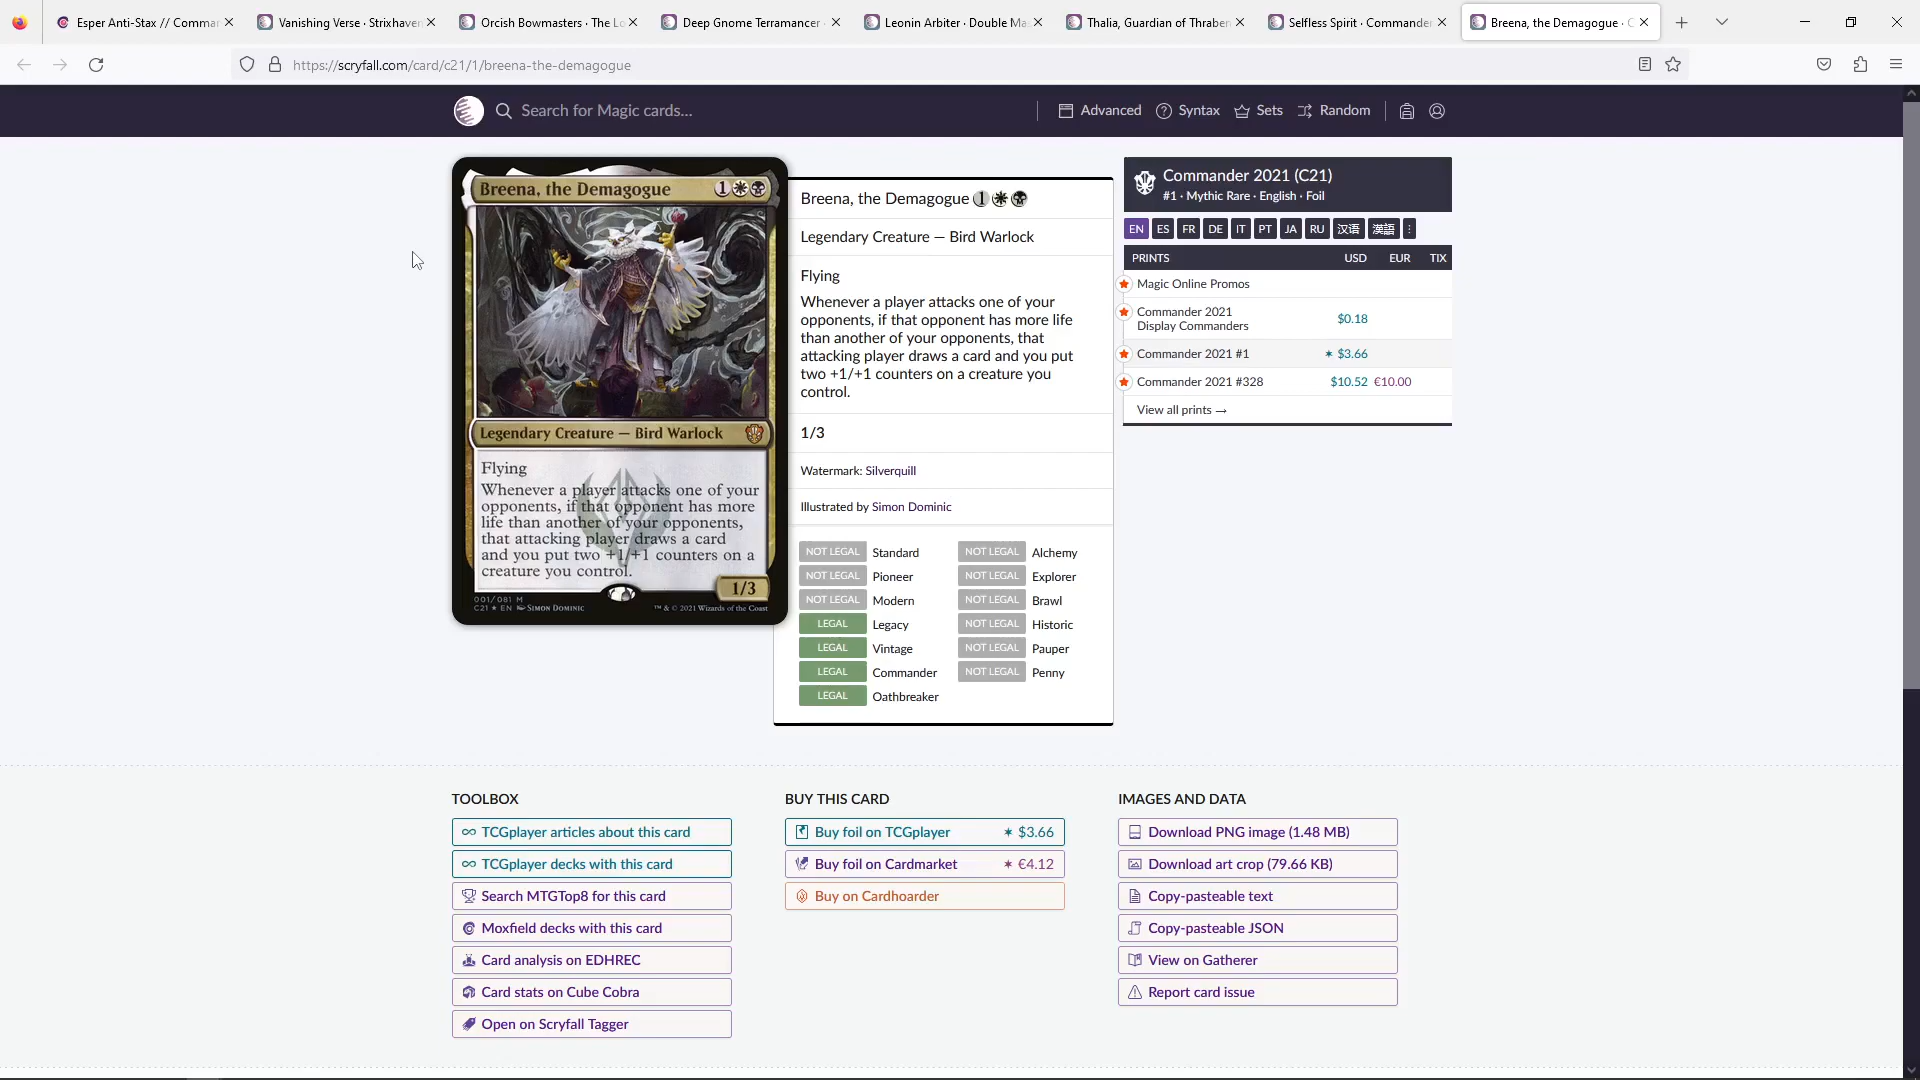 Esper Anti-Stax // Comman
Vanishing Verse · Strixhaven
Orcish Bowmasters · The Lo
Deep Gnome Terramancer ·
Leonin Arbiter · Double Ma
Thalia, Guardian of Thraben
Selfless Spirit · Commander
Breena, the Demagogue · C
https://scryfall.com/card/c21/1/breena-the-demagogue
Search for Magic cards...
Advanced
Syntax
Sets
Random
Breena, the Demagogue 1
Legendary Creature — Bird Warlock
Flying
Whenever a player attacks one of your
opponents, if that opponent has more
life than another of your opponents,
that attacking player draws a card
and you put two +1/+1 counters on a
creature you control.
1/3
001/081 M
C21 ★ EN Simon Dominic
™ & © 2021 Wizards of the Coast
Breena, the Demagogue 1
Legendary Creature — Bird Warlock
Flying
Whenever a player attacks one of your
opponents, if that opponent has more life
than another of your opponents, that
attacking player draws a card and you put
two +1/+1 counters on a creature you
control.
1/3
Watermark: Silverquill
Illustrated by Simon Dominic
NOT LEGAL Standard NOT LEGAL Alchemy
NOT LEGAL Pioneer NOT LEGAL Explorer
NOT LEGAL Modern NOT LEGAL Brawl
LEGAL Legacy NOT LEGAL Historic
LEGAL Vintage NOT LEGAL Pauper
LEGAL Commander NOT LEGAL Penny
LEGAL Oathbreaker
Commander 2021 (C21)
#1 · Mythic Rare · English · Foil
EN ES FR DE IT PT JA RU 汉语 漢語 ⋮
PRINTS USD EUR TIX
Magic Online Promos
Commander 2021
Display Commanders $0.18
Commander 2021 #1 ✶ $3.66
Commander 2021 #328 $10.52 €10.00
View all prints →
TOOLBOX
TCGplayer articles about this card
TCGplayer decks with this card
Search MTGTop8 for this card
Moxfield decks with this card
Card analysis on EDHREC
Card stats on Cube Cobra
Open on Scryfall Tagger
BUY THIS CARD
Buy foil on TCGplayer ✶ $3.66
Buy foil on Cardmarket ✶ €4.12
Buy on Cardhoarder
IMAGES AND DATA
Download PNG image (1.48 MB)
Download art crop (79.66 KB)
Copy-pasteable text
Copy-pasteable JSON
View on Gatherer
Report card issue